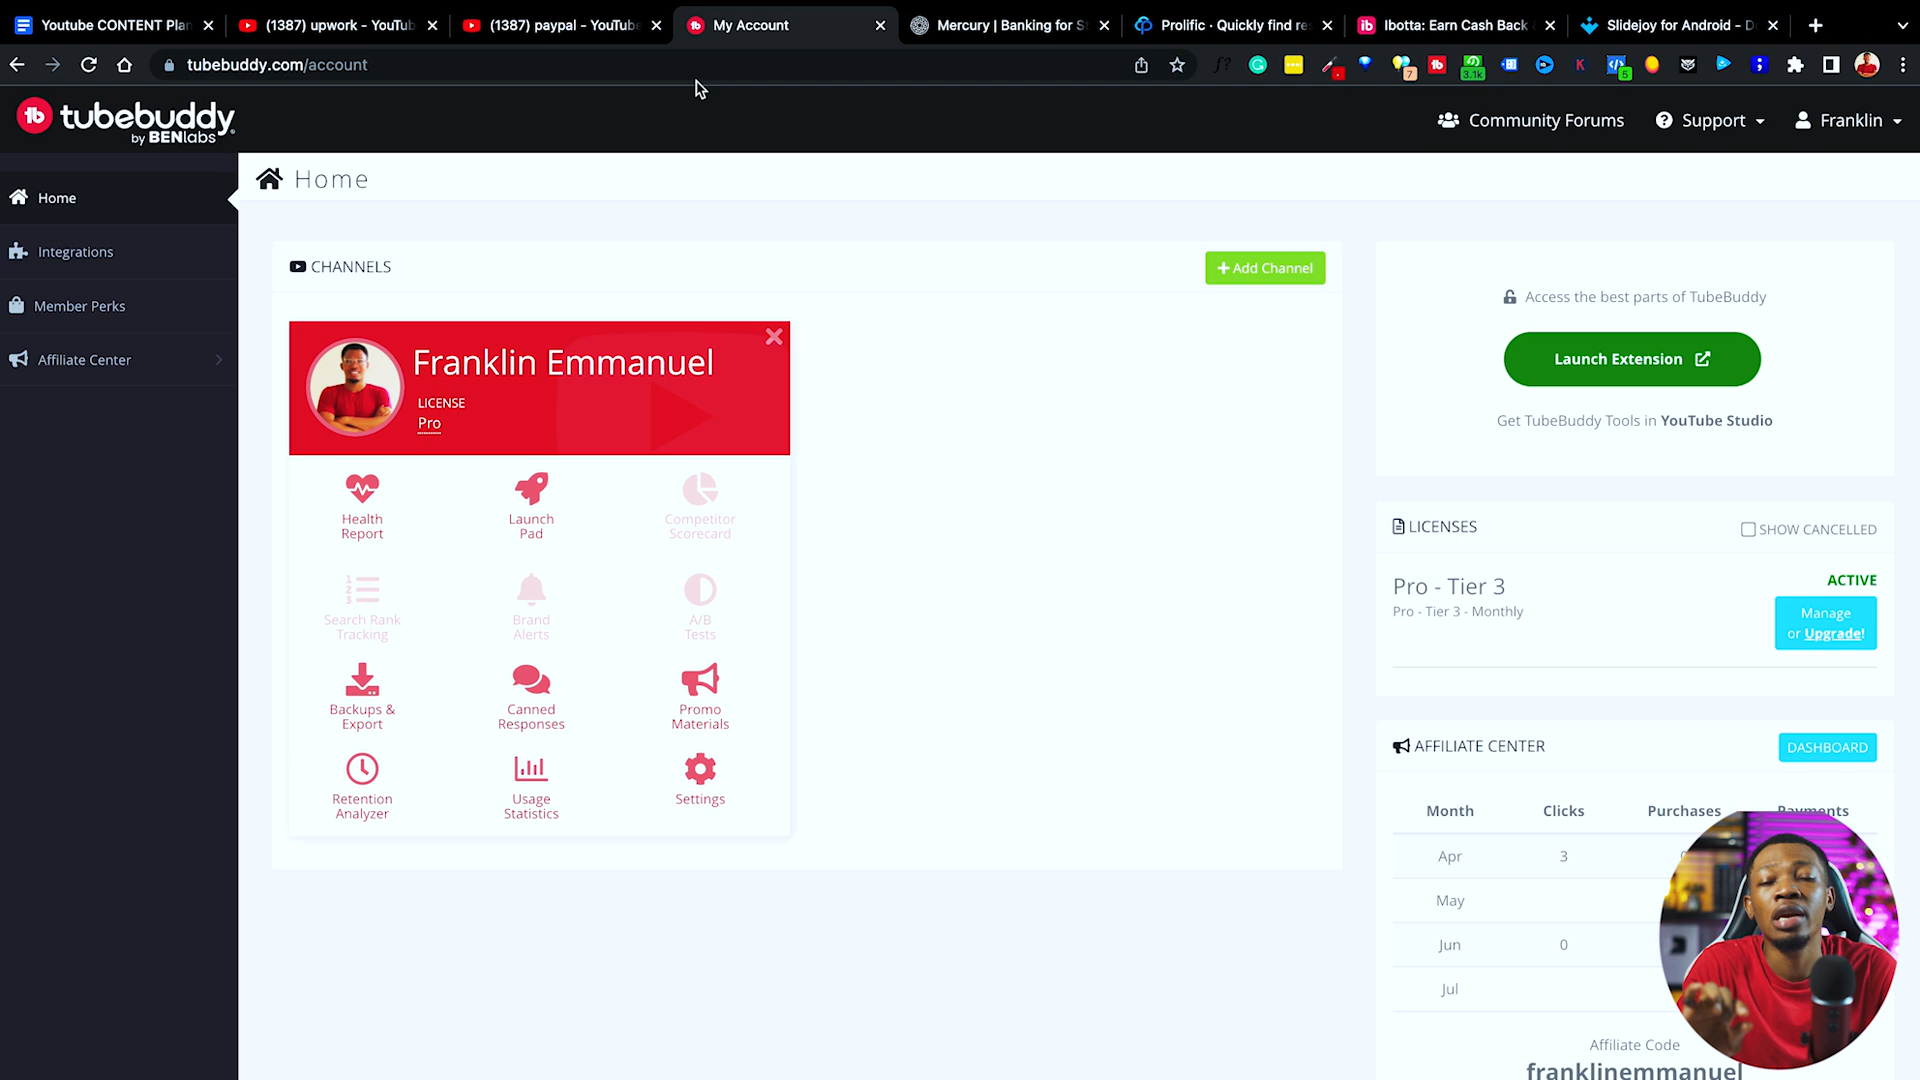 Youtube CONTENT Plan
(1387) upwork - YouTub
(1387) paypal - YouTube
My Account
Mercury | Banking for S
Prolific · Quickly find res
Ibotta: Earn Cash Back
Slidejoy for Android - D
tubebuddy.com/account
7
3.1k
5
tubebuddy
by BENlabs
Community Forums
Support
Franklin
Home
Integrations
Member Perks
Affiliate Center
Home
CHANNELS
+ Add Channel
Franklin Emmanuel
LICENSE
Pro
Health
Report
Launch
Pad
Competitor
Scorecard
Search Rank
Tracking
Brand
Alerts
A/B
Tests
Backups &
Export
Canned
Responses
Promo
Materials
Retention
Analyzer
Usage
Statistics
Settings
Access the best parts of TubeBuddy
Launch Extension
Get TubeBuddy Tools in YouTube Studio
LICENSES
SHOW CANCELLED
Pro - Tier 3
Pro - Tier 3 - Monthly
ACTIVE
Manage
or Upgrade!
AFFILIATE CENTER
DASHBOARD
Month Clicks Purchases Payments
Apr 3
May
Jun 0
Jul
Affiliate Code
franklinemmanuel